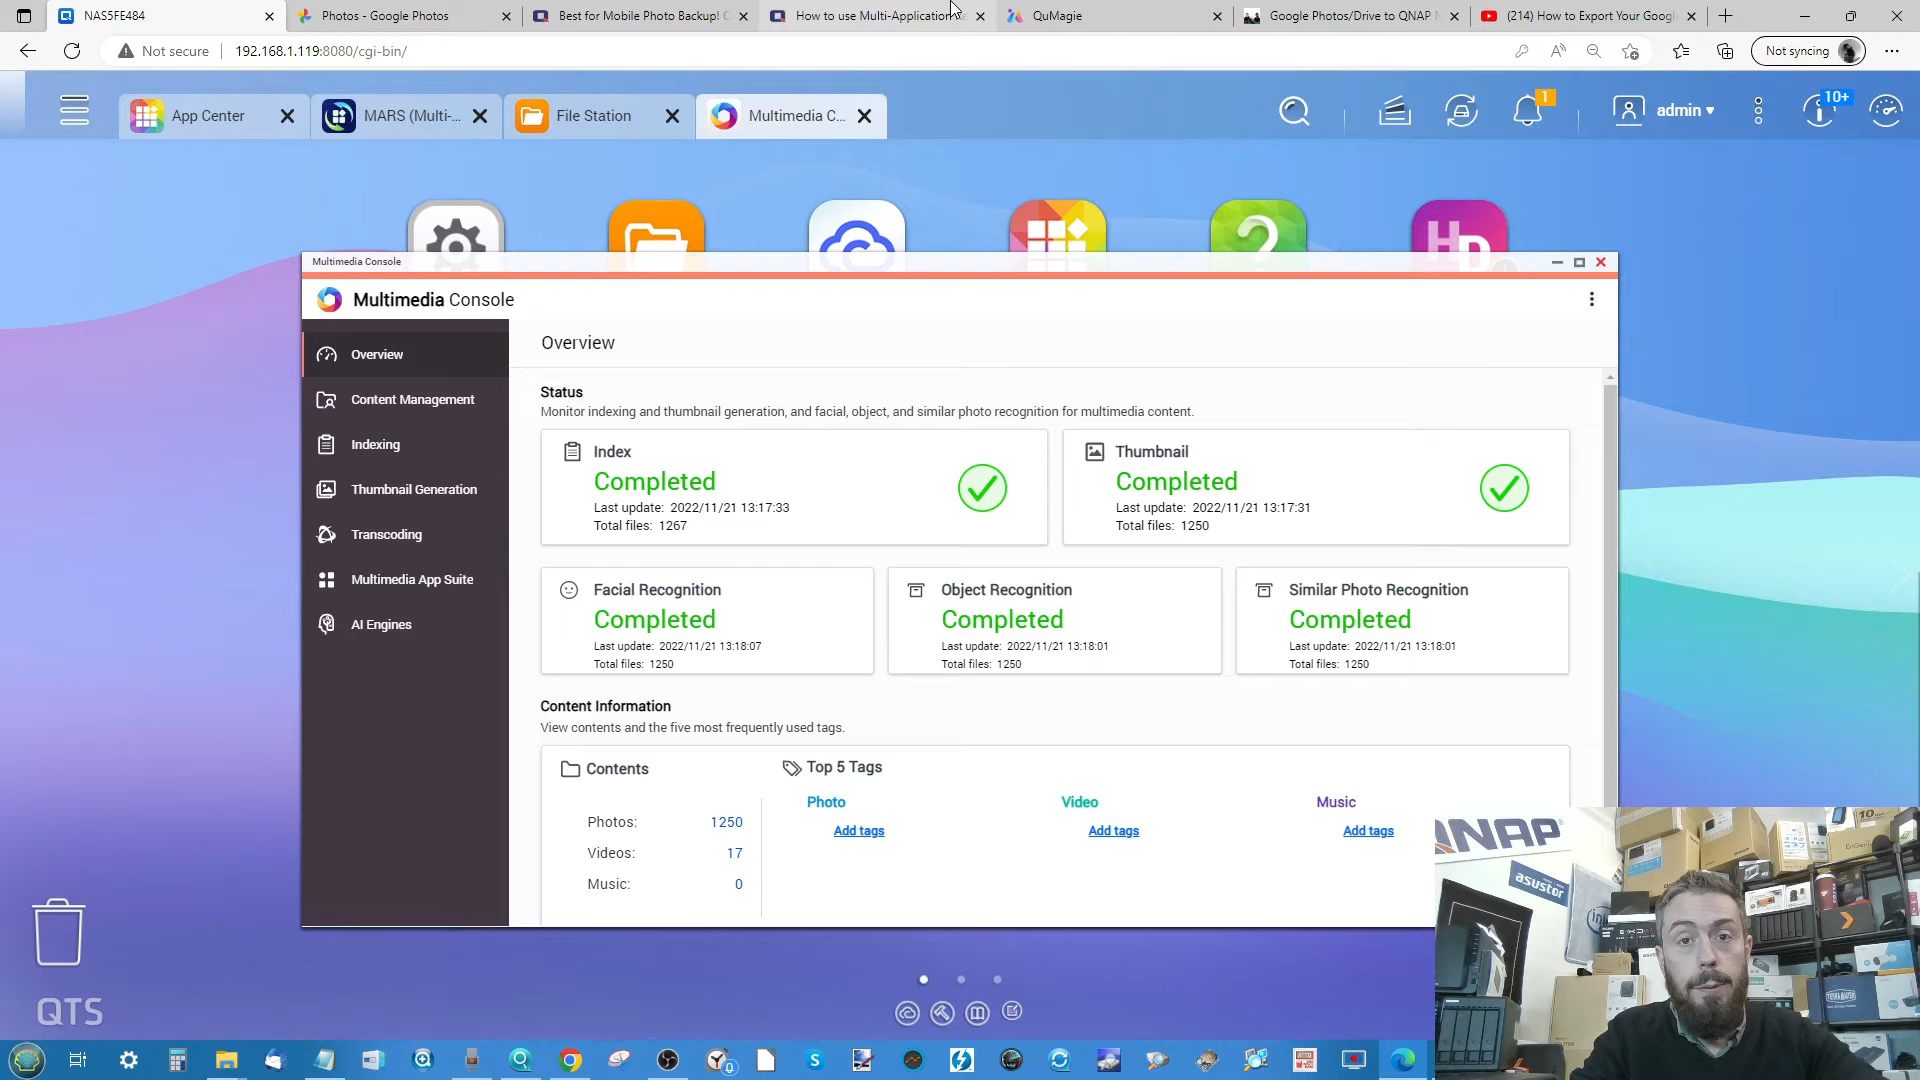 NAS5FE484
Photos - Google Photos
Best for Mobile Photo Backup! C
How to use Multi-Application
QuMagie
Google Photos/Drive to QNAP N
(214) How to Export Your Googl
Not secure
192.168.1.119:8080/cgi-bin/
Not syncing
App Center
MARS (Multi-...
File Station
Multimedia C...
1
admin
10+
HD
Multimedia Console
Multimedia Console
Overview
Content Management
Indexing
Thumbnail Generation
Transcoding
Multimedia App Suite
AI Engines
Overview
Status
Monitor indexing and thumbnail generation, and facial, object, and similar photo recognition for multimedia content.
Index
Completed
Last update: 2022/11/21 13:17:33
Total files: 1267
Thumbnail
Completed
Last update: 2022/11/21 13:17:31
Total files: 1250
Facial Recognition
Completed
Last update: 2022/11/21 13:18:07
Total files: 1250
Object Recognition
Completed
Last update: 2022/11/21 13:18:01
Total files: 1250
Similar Photo Recognition
Completed
Last update: 2022/11/21 13:18:01
Total files: 1250
Content Information
View contents and the five most frequently used tags.
Contents
Photos: 1250
Videos: 17
Music: 0
Top 5 Tags
Photo
Add tags
Video
Add tags
Music
Add tags
QNAP
asustor
QTS